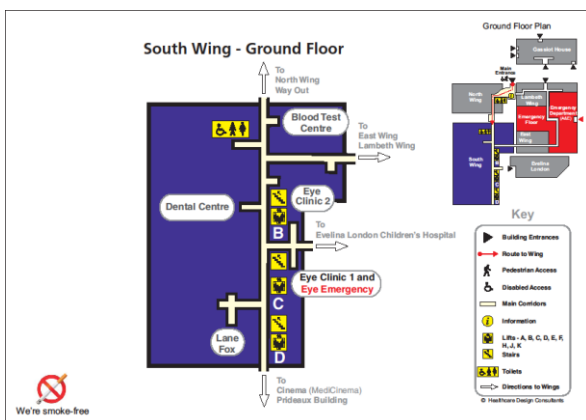 South Wing - Ground Floor
To
North Wing
Way Out
Blood Test
Centre
To
East Wing
Lambeth Wing
Eye
Clinic 2
Dental Centre
B
To
Evelina London Children's Hospital
Eye Clinic 1 and
Eye Emergency
C
Lane
Fox
D
To
Cinema (MediCinema)
Prideaux Building
We're smoke-free
Ground Floor Plan
Gassiot House
Main
Entrance
North
Wing
Lambeth
Wing
Emergency
Floor
Emergency
Department
(A&E)
East
Wing
South
Wing
Evelina
London
Key
Building Entrances
Route to Wing
Pedestrian Access
Disabled Access
Main Corridors
i
Information
Lifts - A, B, C, D, E, F,
H, J, K
Stairs
Toilets
Directions to Wings
© Healthcare Design Consultants